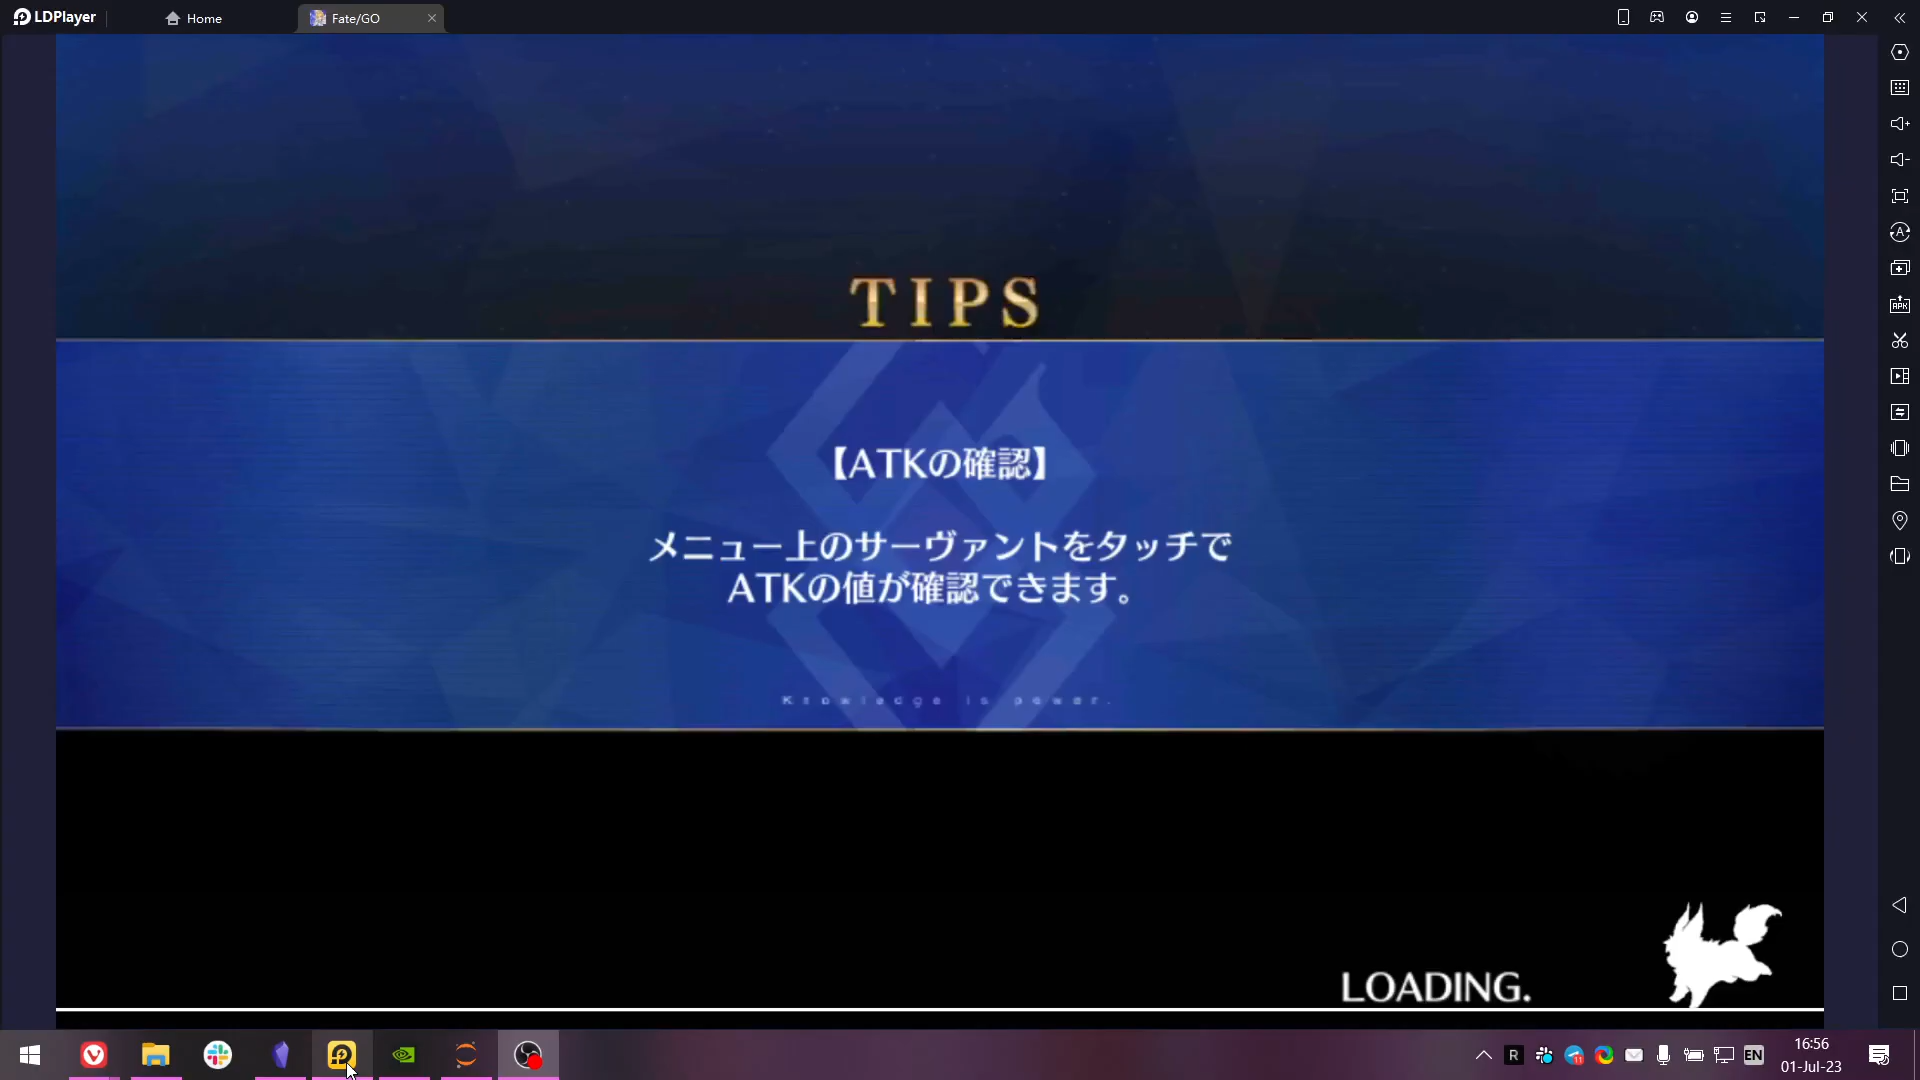 LDPlayer
Home
Fate/GO
TIPS
【ATKの確認】
メニュー上のサーヴァントをタッチで
ATKの値が確認できます。
Knowledge is power.
LOADING.
R
11
EN
16:56
01-Jul-23
A
APK